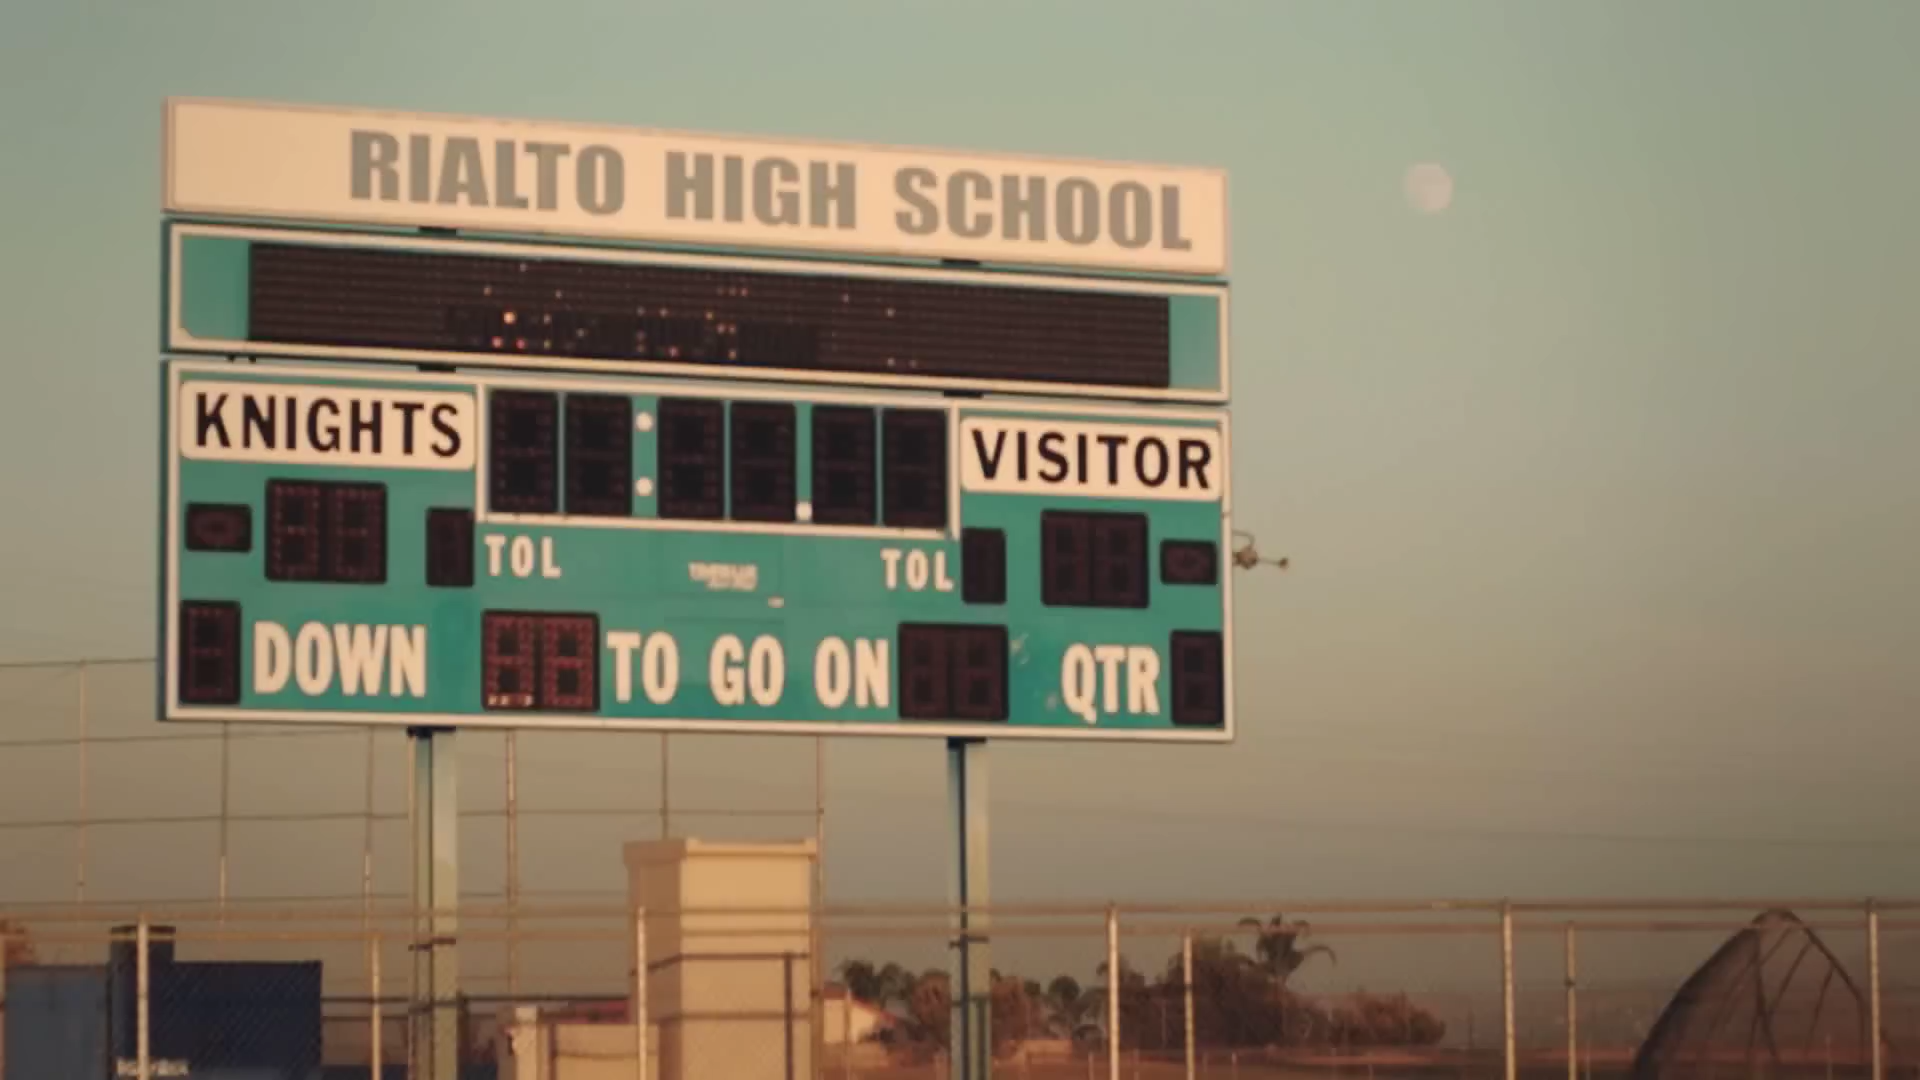 RIALTO HIGH SCHOOL
KNIGHTS VISITOR
TOL TOL
DOWN TO GO ON QTR